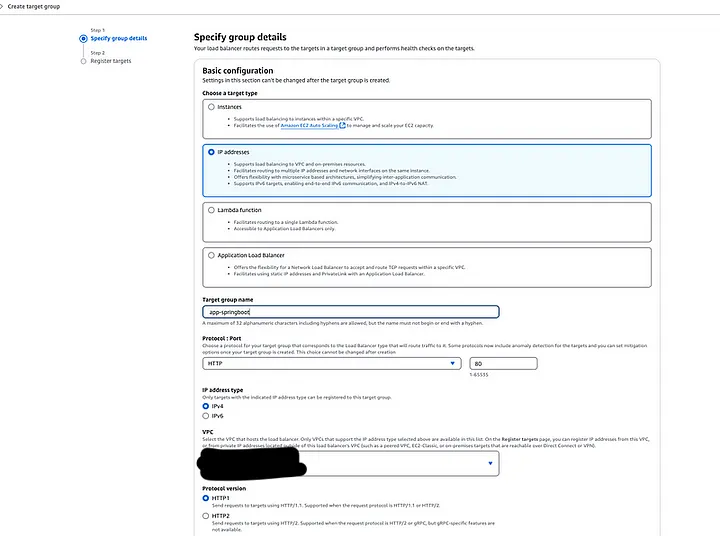 Create target group
Step 1
Specify group details
Step 2
Register targets
Specify group details
Your load balancer routes requests to the targets in a target group and performs health checks on the targets.
Basic configuration
Settings in this section can't be changed after the target group is created.
Choose a target type
Instances
Supports load balancing to instances within a specific VPC.
Facilitates the use of Amazon EC2 Auto Scaling to manage and scale your EC2 capacity.
IP addresses
Supports load balancing to VPC and on-premises resources.
Facilitates routing to multiple IP addresses and network interfaces on the same instance.
Offers flexibility with microservice based architectures, simplifying inter-application communication.
Supports IPv6 targets, enabling end-to-end IPv6 communication, and IPv4-to-IPv6 NAT.
Lambda function
Facilitates routing to a single Lambda function.
Accessible to Application Load Balancers only.
Application Load Balancer
Offers the flexibility for a Network Load Balancer to accept and route TCP requests within a specific VPC.
Facilitates using static IP addresses and PrivateLink with an Application Load Balancer.
Target group name
app-springboot
A maximum of 32 alphanumeric characters including hyphens are allowed, but the name must not begin or end with a hyphen.
Protocol : Port
Choose a protocol for your target group that corresponds to the Load Balancer type that will route traffic to it. Some protocols now include anomaly detection for the targets and you can set mitigation
options once your target group is created. This choice cannot be changed after creation
HTTP
80
1-65535
IP address type
Only targets with the indicated IP address type can be registered to this target group.
IPv4
IPv6
VPC
Select the VPC that hosts the load balancer. Only VPCs that support the IP address type selected above are available in this list. On the Register targets page, you can register IP addresses from this VPC,
or from private IP addresses located outside of this load balancer's VPC (such as a peered VPC, EC2-Classic, or on-premises targets that are reachable over Direct Connect or VPN).
Protocol version
HTTP1
Send requests to targets using HTTP/1.1. Supported when the request protocol is HTTP/1.1 or HTTP/2.
HTTP2
Send requests to targets using HTTP/2. Supported when the request protocol is HTTP/2 or gRPC, but gRPC-specific features are
not available.